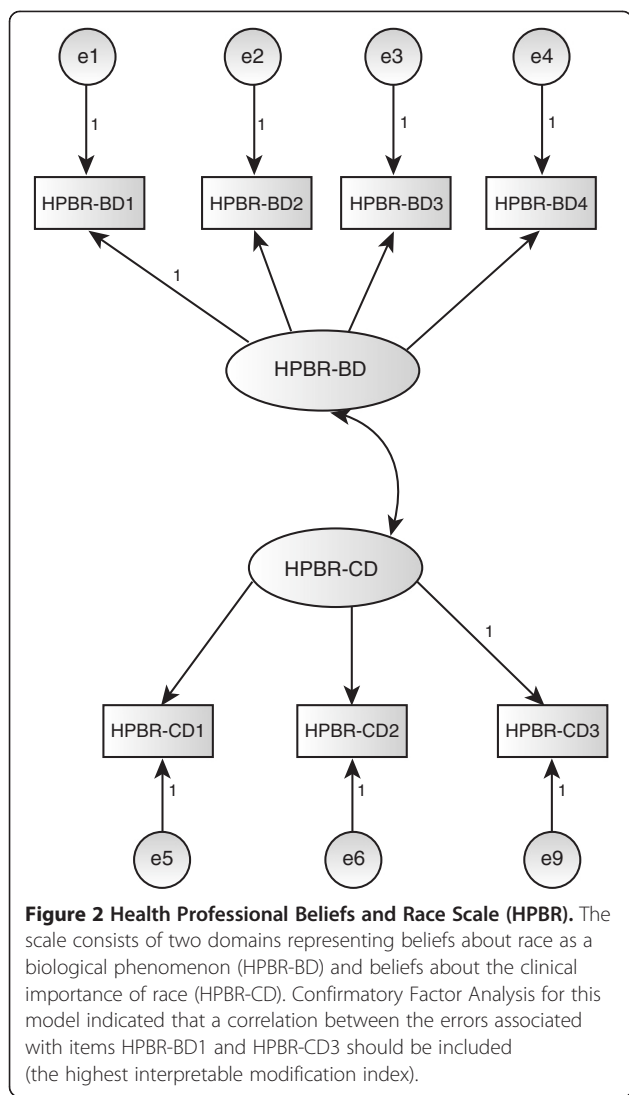 e1 e2 e3 e4
1 1 1 1
HPBR-BD1 HPBR-BD2 HPBR-BD3 HPBR-BD4
1
HPBR-BD
HPBR-CD
1
HPBR-CD1 HPBR-CD2 HPBR-CD3
1 1 1
e5 e6 e9
Figure 2 Health Professional Beliefs and Race Scale (HPBR). The
scale consists of two domains representing beliefs about race as a
biological phenomenon (HPBR-BD) and beliefs about the clinical
importance of race (HPBR-CD). Confirmatory Factor Analysis for this
model indicated that a correlation between the errors associated
with items HPBR-BD1 and HPBR-CD3 should be included
(the highest interpretable modification index).